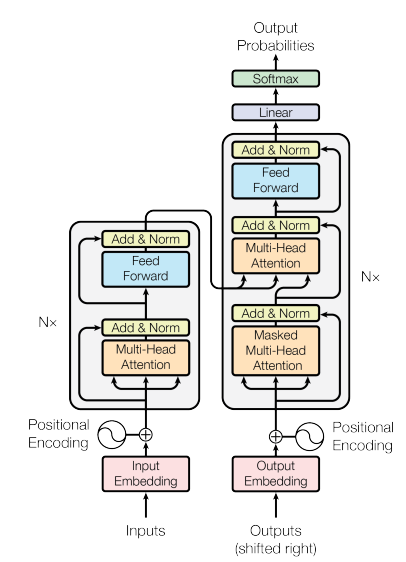 Output
Probabilities
Softmax
Linear
Add & Norm
Feed
Forward
Add & Norm
Multi-Head
Attention
Add & Norm
Masked
Multi-Head
Attention
N×
Positional
Encoding
Output
Embedding
Outputs
(shifted right)
Add & Norm
Feed
Forward
Add & Norm
Multi-Head
Attention
N×
Positional
Encoding
Input
Embedding
Inputs